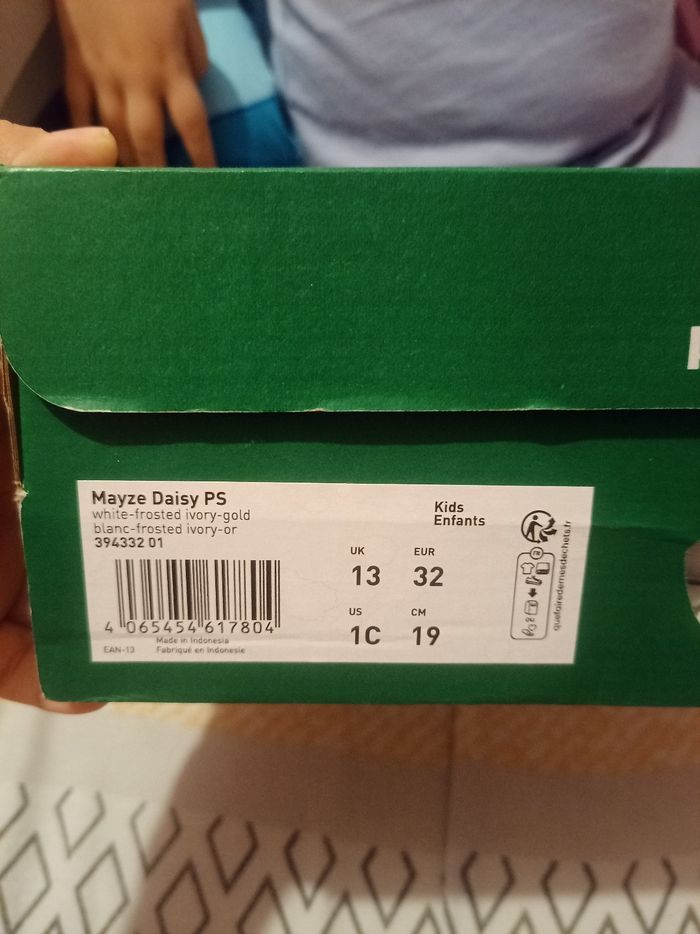 Mayze Daisy PS
white-frosted ivory-gold
blanc-frosted ivory-or
394332 01
4 065454 617804
EAN-13
Made in Indonesia
Fabriqué en Indonesie
Kids
Enfants
UK
13
EUR
32
US
1C
CM
19
FR
quefairedemesdechets.fr